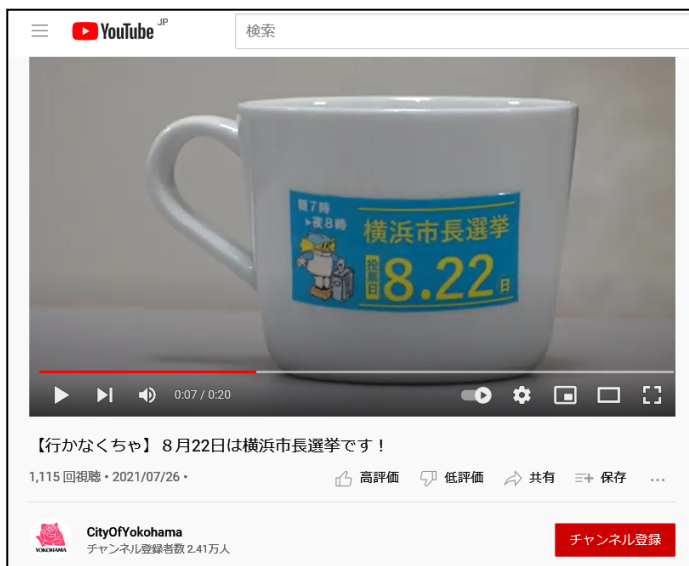 YouTube JP
検索
朝7時
▶夜8時
横浜市長選挙
投票日 8.22 日
0:07 / 0:20
【行かなくちゃ】8月22日は横浜市長選挙です！
1,115 回視聴・2021/07/26・
高評価 低評価 共有 保存 …
YOKOHAMA
CityOfYokohama
チャンネル登録者数 2.41万人
チャンネル登録